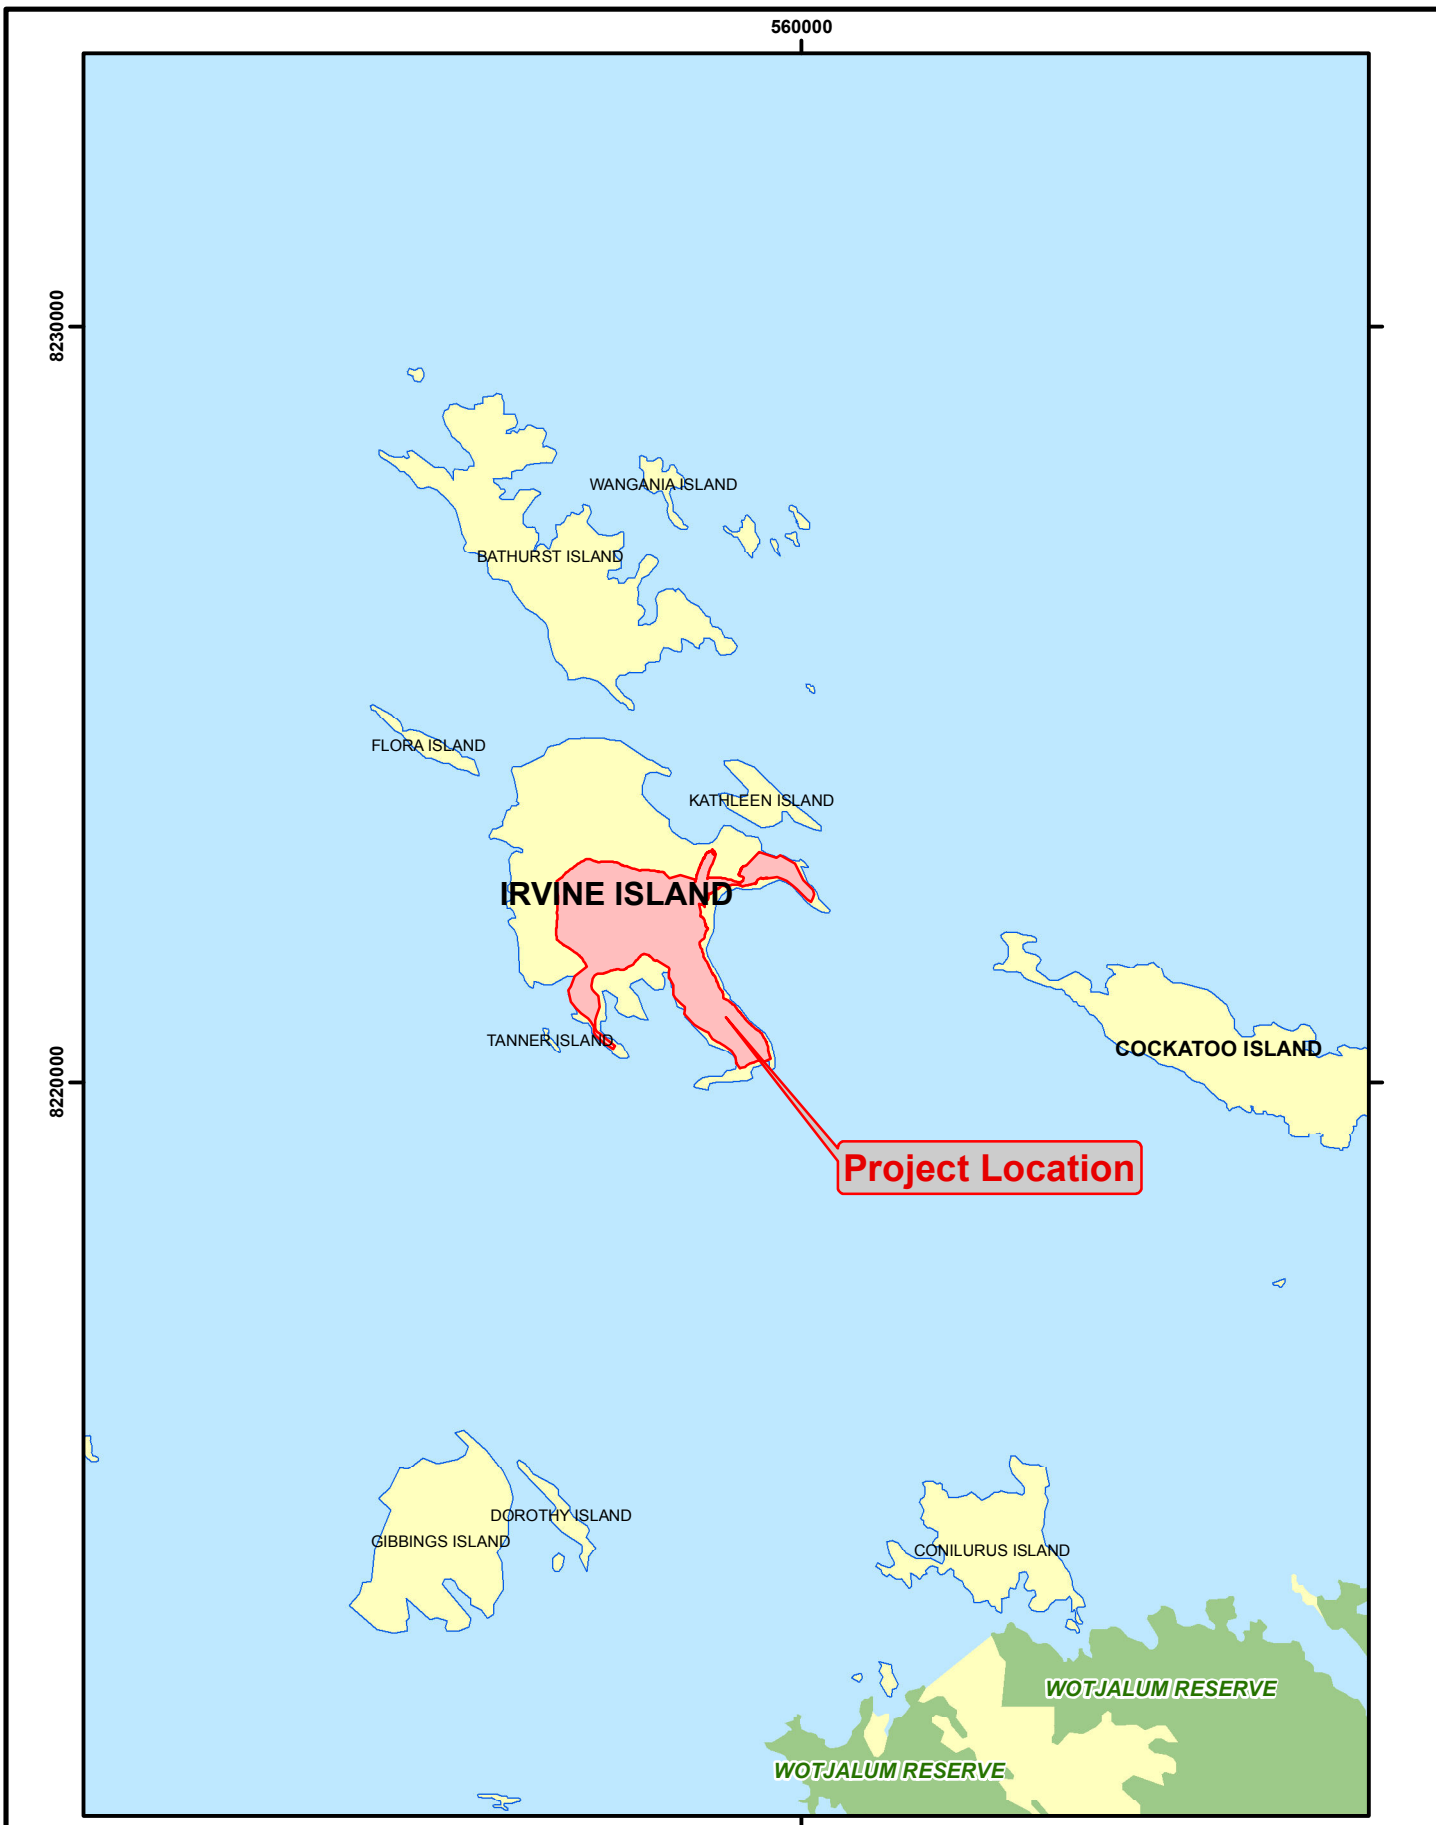 560000
8230000
WANGANIA ISLAND
BATHURST ISLAND
FLORA ISLAND
KATHLEEN ISLAND
IRVINE ISLAND
TANNER ISLAND
COCKATOO ISLAND
8220000
Project Location
DOROTHY ISLAND
GIBBINGS ISLAND
CONILURUS ISLAND
WOTJALUM RESERVE
WOTJALUM RESERVE